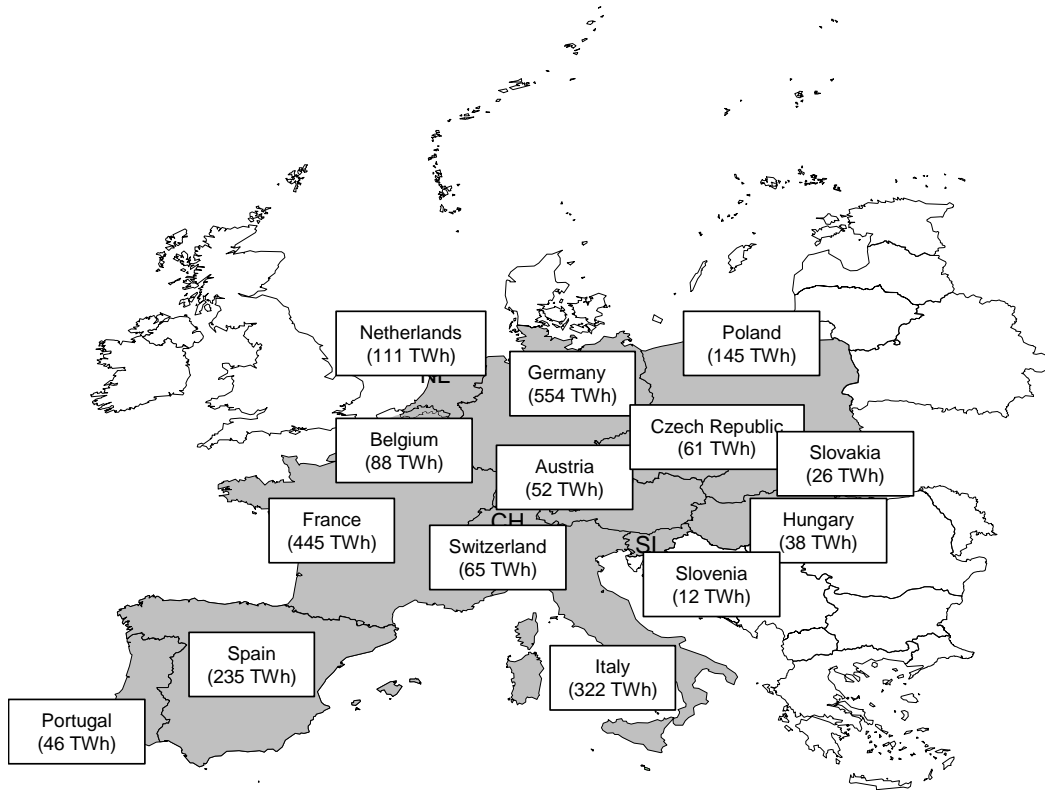 Netherlands
(111 TWh)
Poland
(145 TWh)
NL
Germany
(554 TWh)
Belgium
(88 TWh)
Czech Republic
(61 TWh)
Slovakia
(26 TWh)
Austria
(52 TWh)
France
(445 TWh)
CH
Switzerland
(65 TWh)
Hungary
(38 TWh)
SI
Slovenia
(12 TWh)
Spain
(235 TWh)
Italy
(322 TWh)
Portugal
(46 TWh)